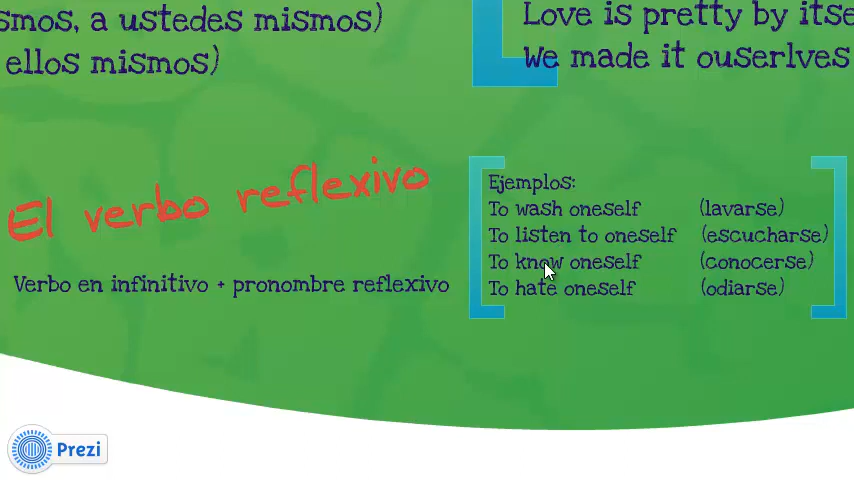 a ustedes mismos)
ellos mismos)
Love is pretty by
We made it ouserlves
El verbo reflexivo
Verbo en infinitivo + pronombre reflexivo
Ejemplos:
To wash oneself (lavarse)
To listen to oneself (escucharse)
To know oneself (conocerse)
To hate oneself (odiarse)
Prezi